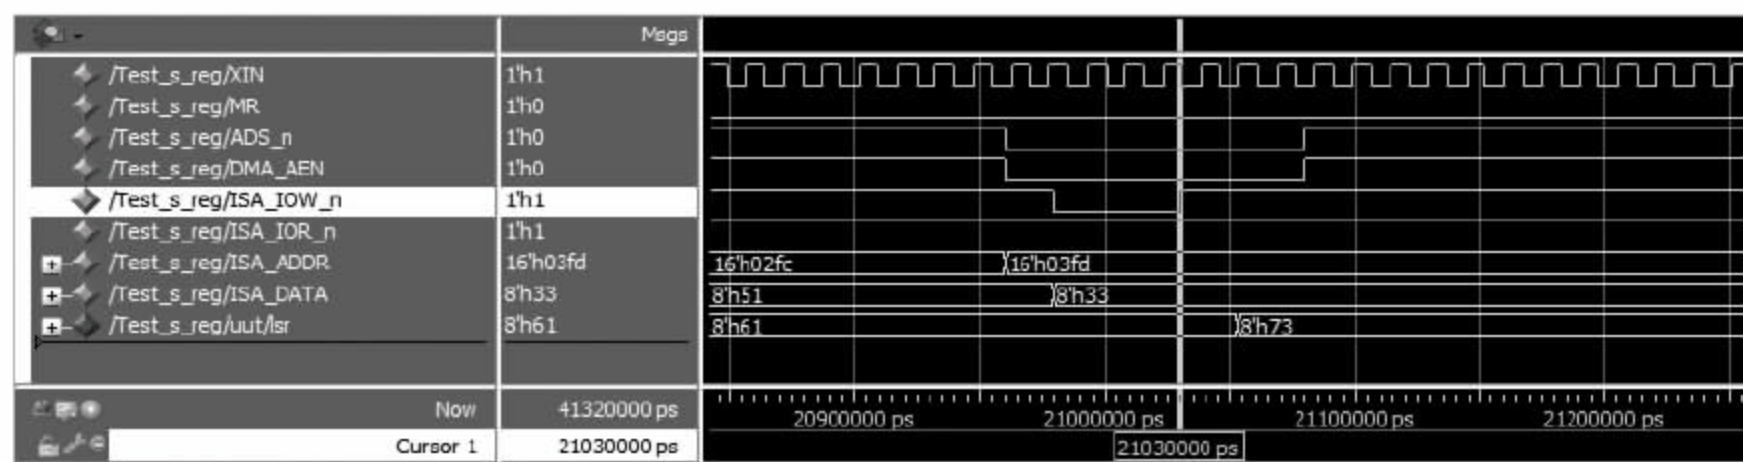 Msgs
/Test_s_reg/XIN 1'h1
/Test_s_reg/MR 1'h0
/Test_s_reg/ADS_n 1'h0
/Test_s_reg/DMA_AEN 1'h0
/Test_s_reg/ISA_IOW_n 1'h1
/Test_s_reg/ISA_IOR_n 1'h1
/Test_s_reg/ISA_ADDR 16'h03fd 16'h02fc 16'h03fd
/Test_s_reg/ISA_DATA 8'h33 8'h51 8'h33
/Test_s_reg/uut/lsr 8'h61 8'h61 8'h73
Now 41320000 ps 20900000 ps 21000000 ps 21100000 ps 21200000 ps
Cursor 1 21030000 ps 21030000 ps